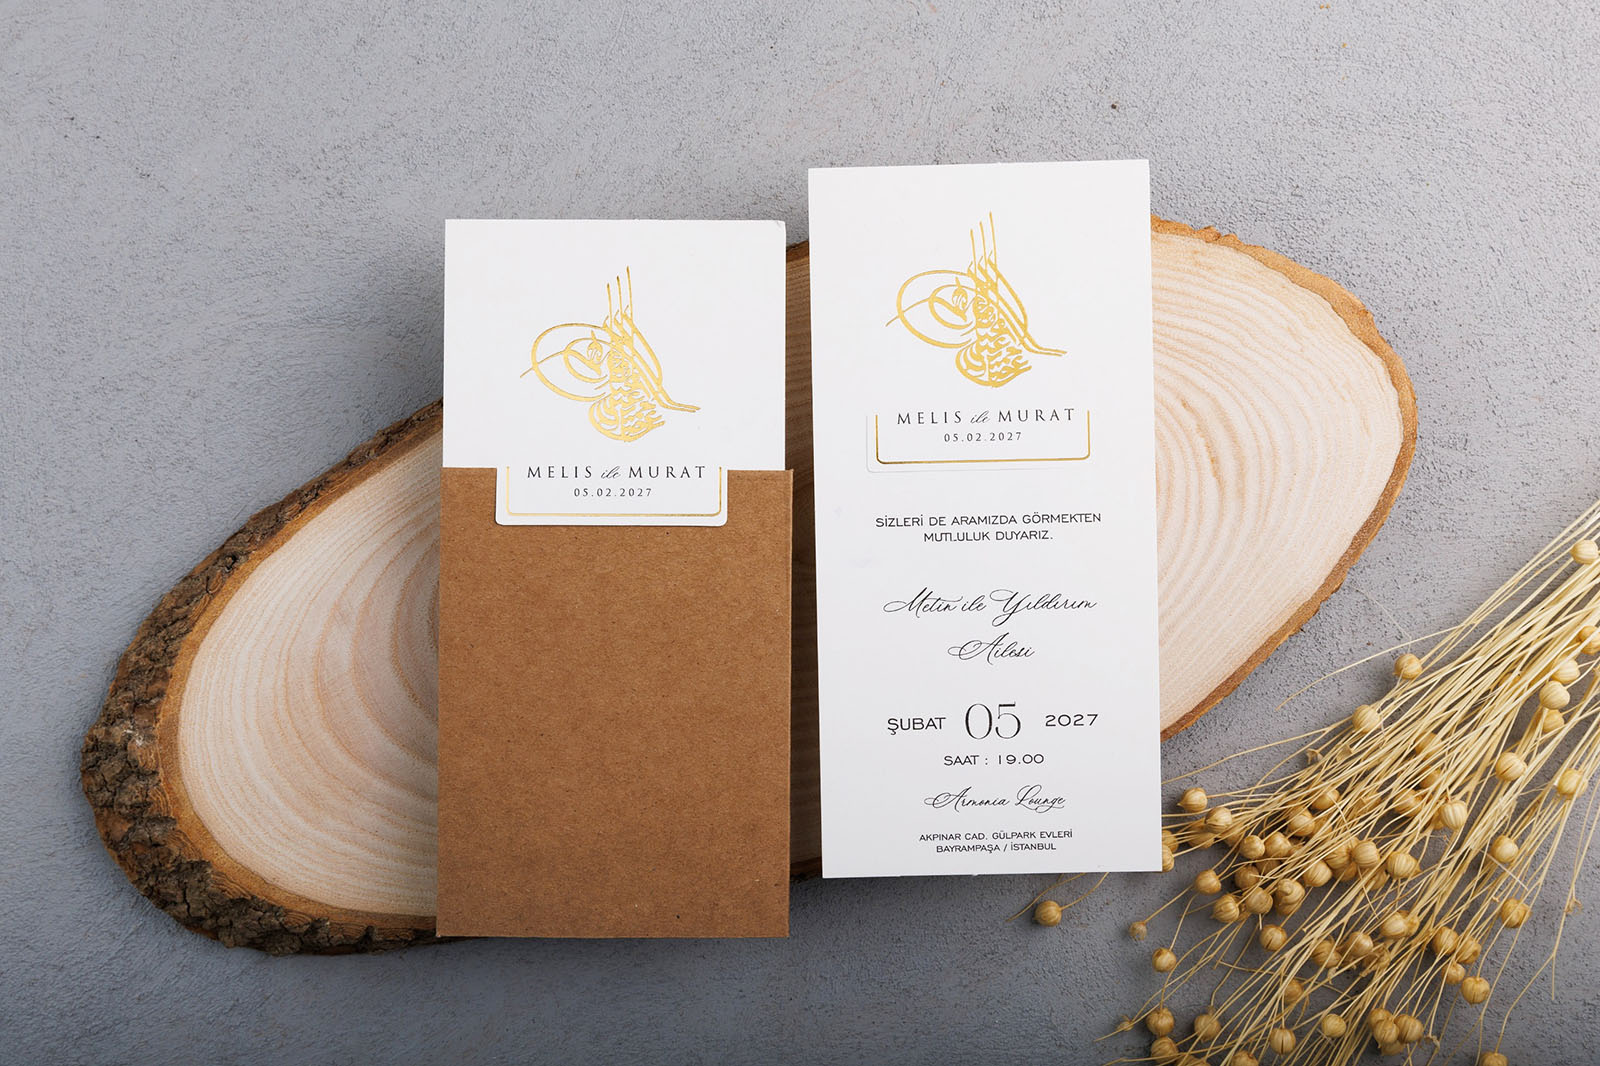 MELIS ile MURAT
05.02.2027
MELIS ile MURAT
05.02.2027
SİZLERİ DE ARAMIZDA GÖRMEKTEN
MUTLULUK DUYARIZ.
Metin ile Yıldırım
Ailesi
ŞUBAT 05 2027
SAAT : 19.00
Armonia Lounge
AKPINAR CAD. GÜLPARK EVLERİ
BAYRAMPAŞA / İSTANBUL